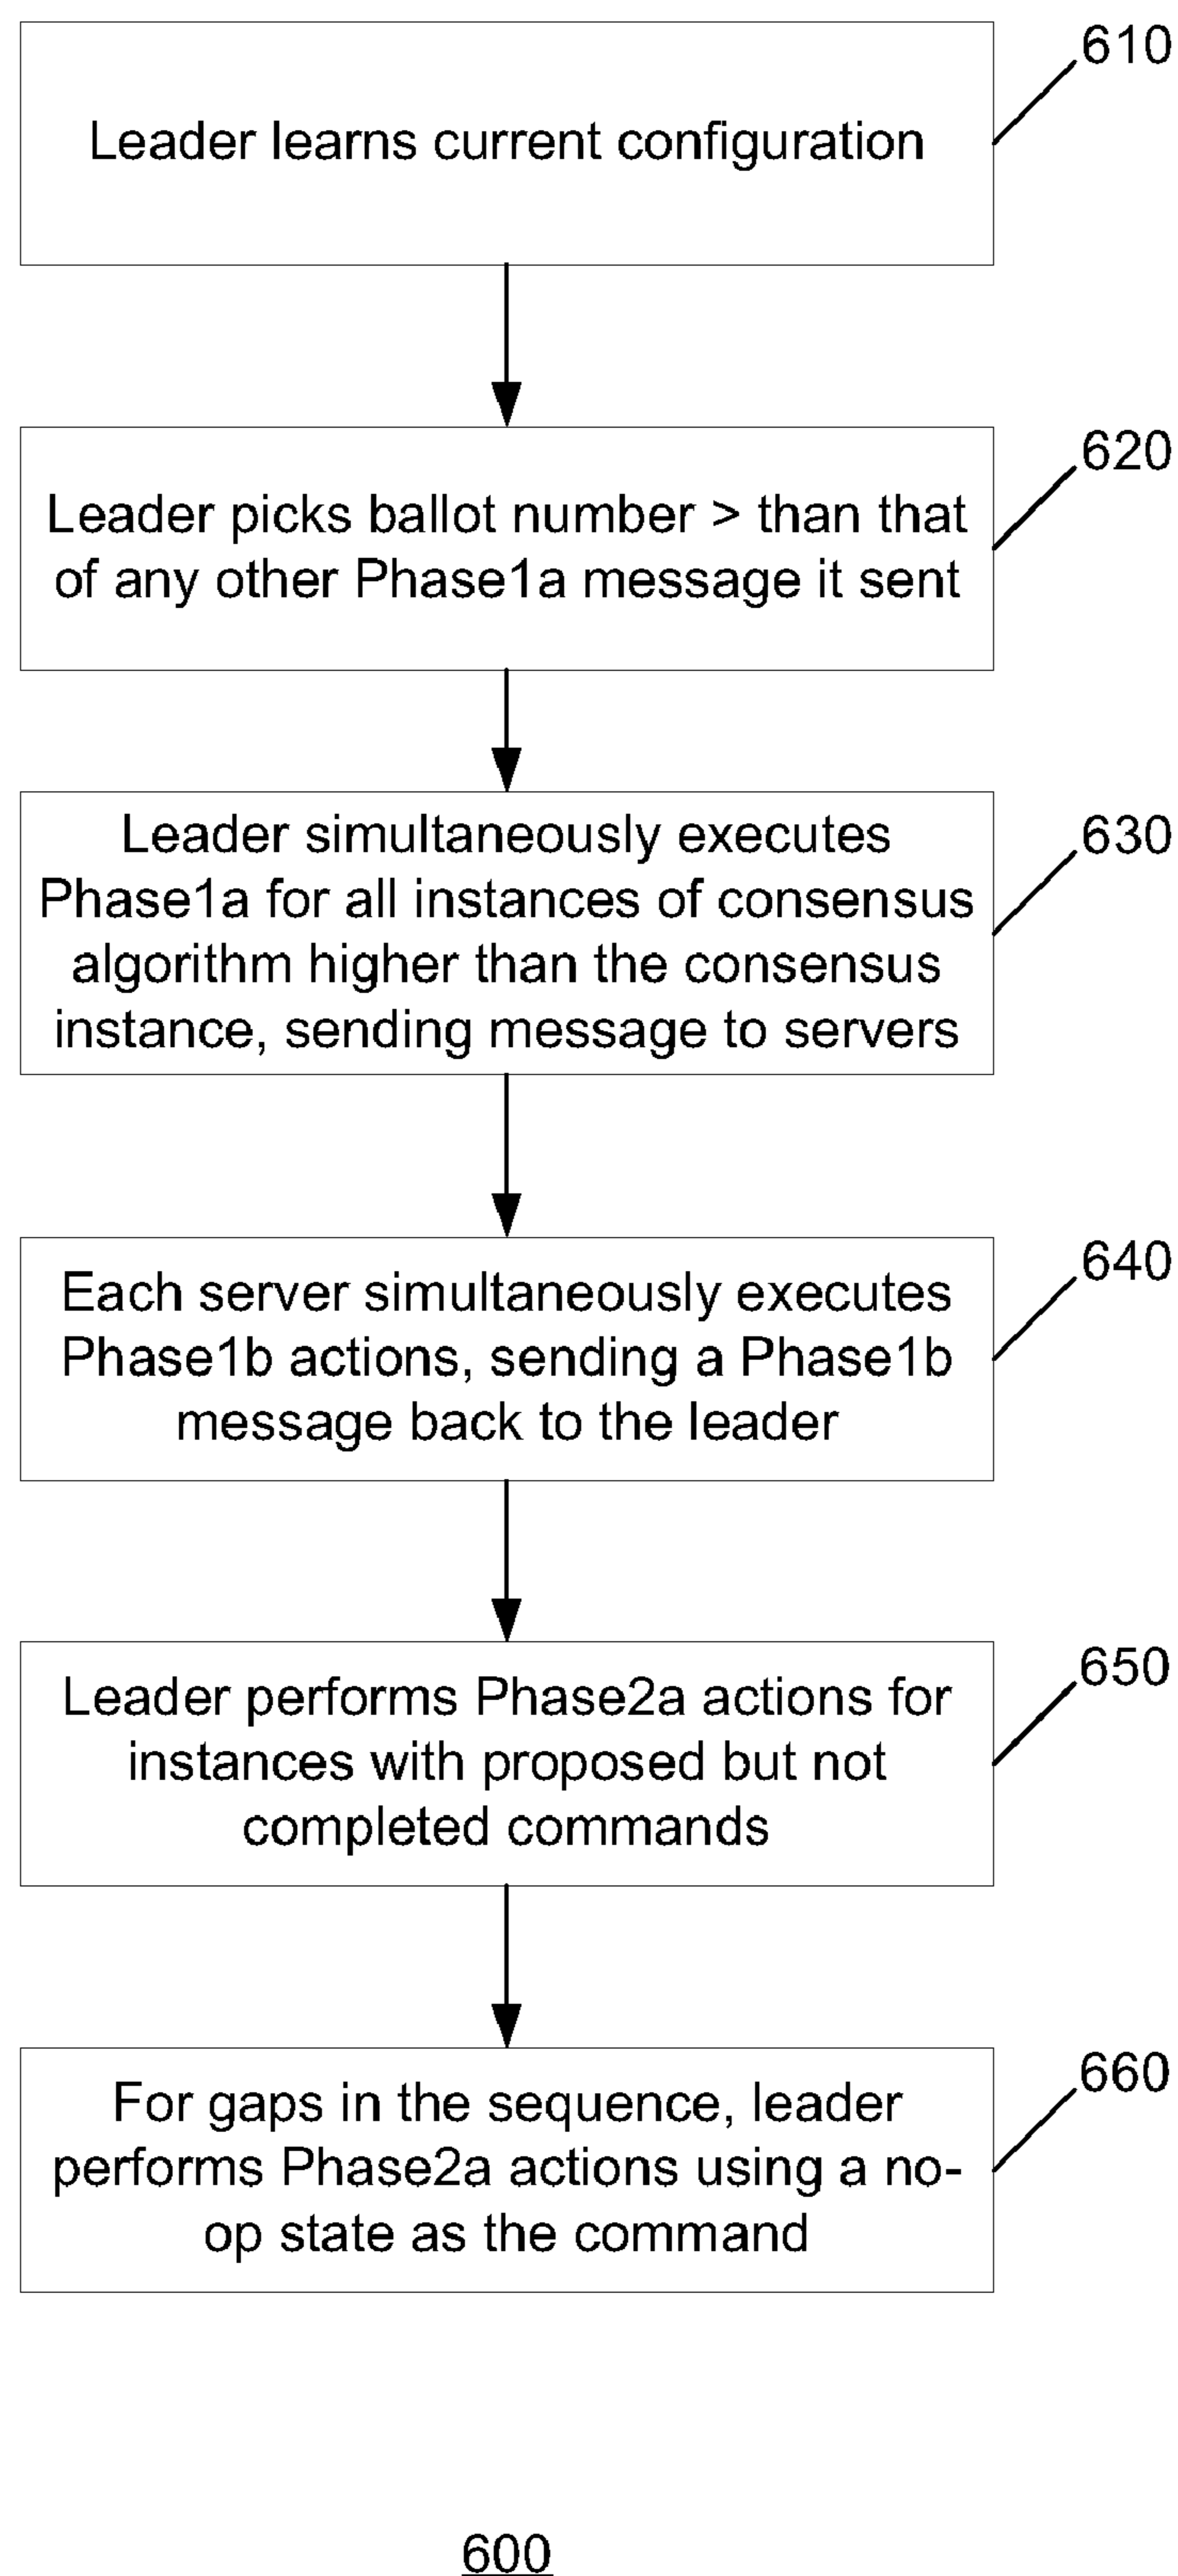 610
Leader learns current configuration
620
Leader picks ballot number > than that
of any other Phase1a message it sent
630
Leader simultaneously executes
Phase1a for all instances of consensus
algorithm higher than the consensus
instance, sending message to servers
640
Each server simultaneously executes
Phase1b actions, sending a Phase1b
message back to the leader
650
Leader performs Phase2a actions for
instances with proposed but not
completed commands
660
For gaps in the sequence, leader
performs Phase2a actions using a no-
op state as the command
600